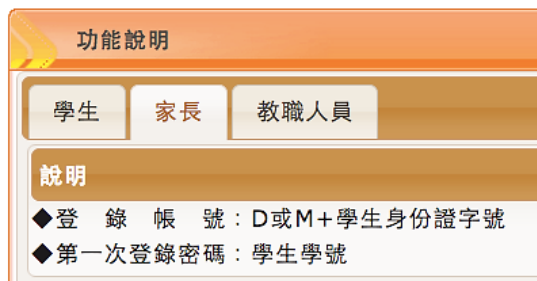 功能說明
學生 家長 教職人員
說明
◆登 錄 帳 號：D或M+學生身份證字號
◆第一次登錄密碼：學生學號